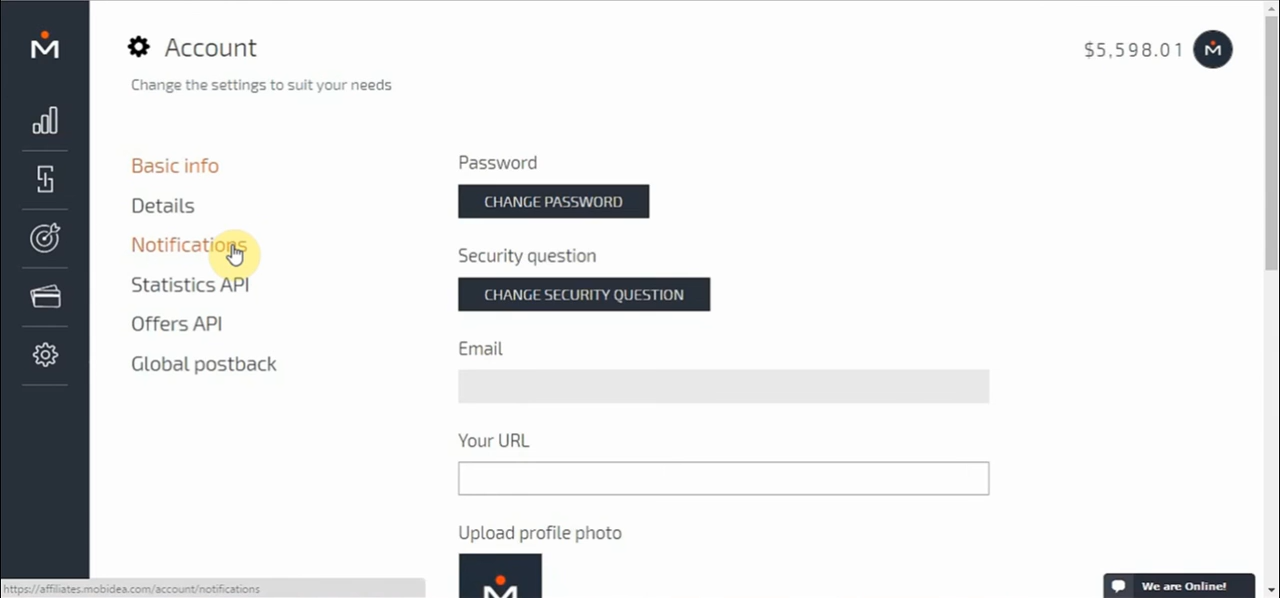 Account
$5,598.01
Change the settings to suit your needs
Basic info
Details
Notifications
Statistics API
Offers API
Global postback
Password
CHANGE PASSWORD
Security question
CHANGE SECURITY QUESTION
Email
Your URL
Upload profile photo
https://affiliates.mobidea.com/account/notifications
We are Online!